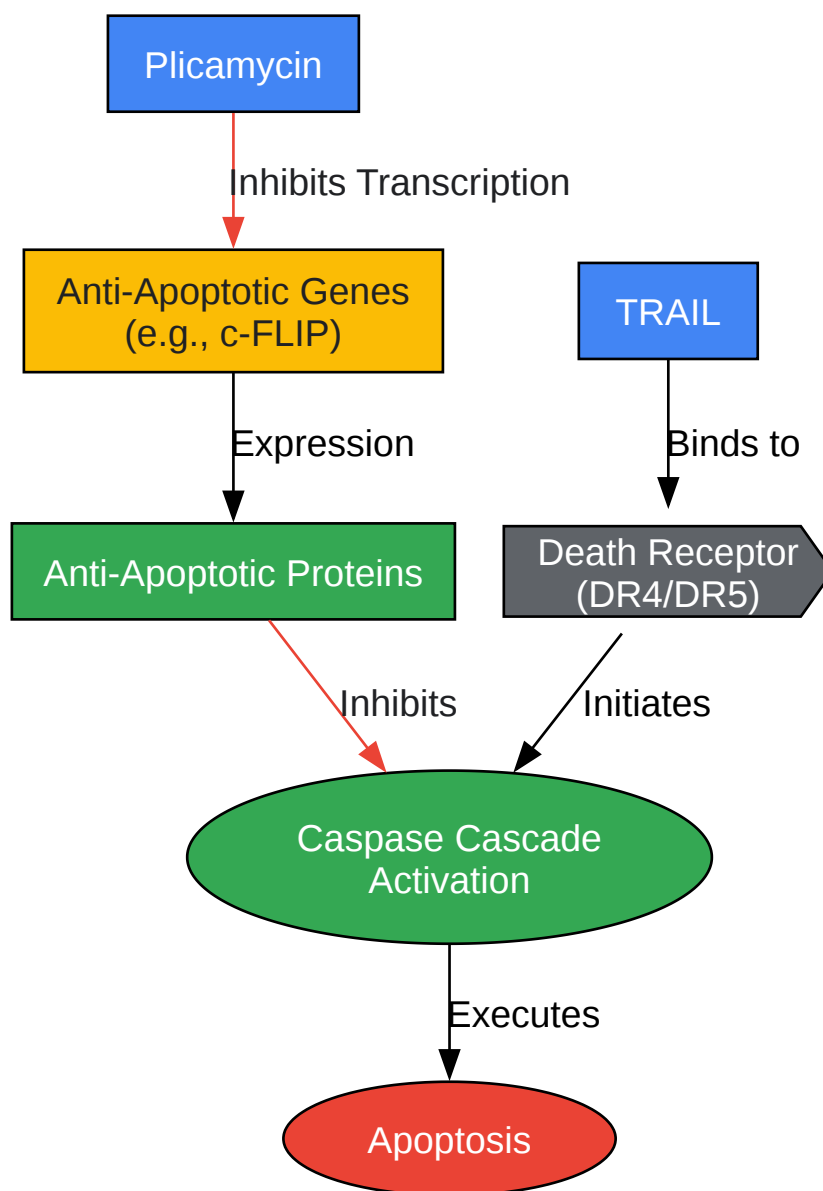 Plicamycin
Inhibits Transcription
Anti-Apoptotic Genes
(e.g., c-FLIP)
TRAIL
Expression
Binds to
Anti-Apoptotic Proteins
Death Receptor
(DR4/DR5)
Inhibits
Initiates
Caspase Cascade
Activation
Executes
Apoptosis